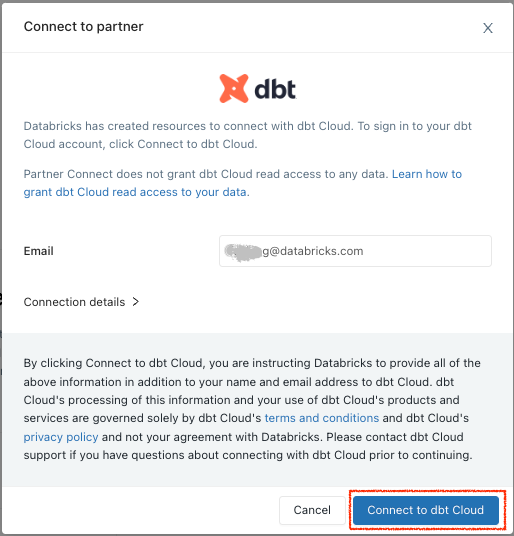 Connect to partner
dbt
Databricks has created resources to connect with dbt Cloud. To sign in to your dbt
Cloud account, click Connect to dbt Cloud.
Partner Connect does not grant dbt Cloud read access to any data. Learn how to
grant dbt Cloud read access to your data.
Email
g@databricks.com
Connection details
By clicking Connect to dbt Cloud, you are instructing Databricks to provide all of the
above information in addition to your name and email address to dbt Cloud. dbt
Cloud's processing of this information and your use of dbt Cloud's products and
services are governed solely by dbt Cloud's terms and conditions and dbt Cloud's
privacy policy and not your agreement with Databricks. Please contact dbt Cloud
support if you have questions about connecting with dbt Cloud prior to continuing.
Cancel
Connect to dbt Cloud